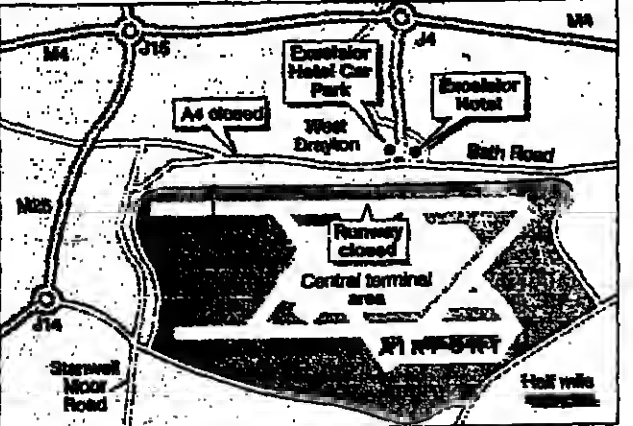 M4
J15
M4
J4
Excelsior
Hotel Car
Park
Excelsior
Hotel
A4 closed
West
Drayton
Bath Road
M25
Runway
closed
Central terminal
area
J14
AIRPORT
Stanwell
Moor
Road
Half mile